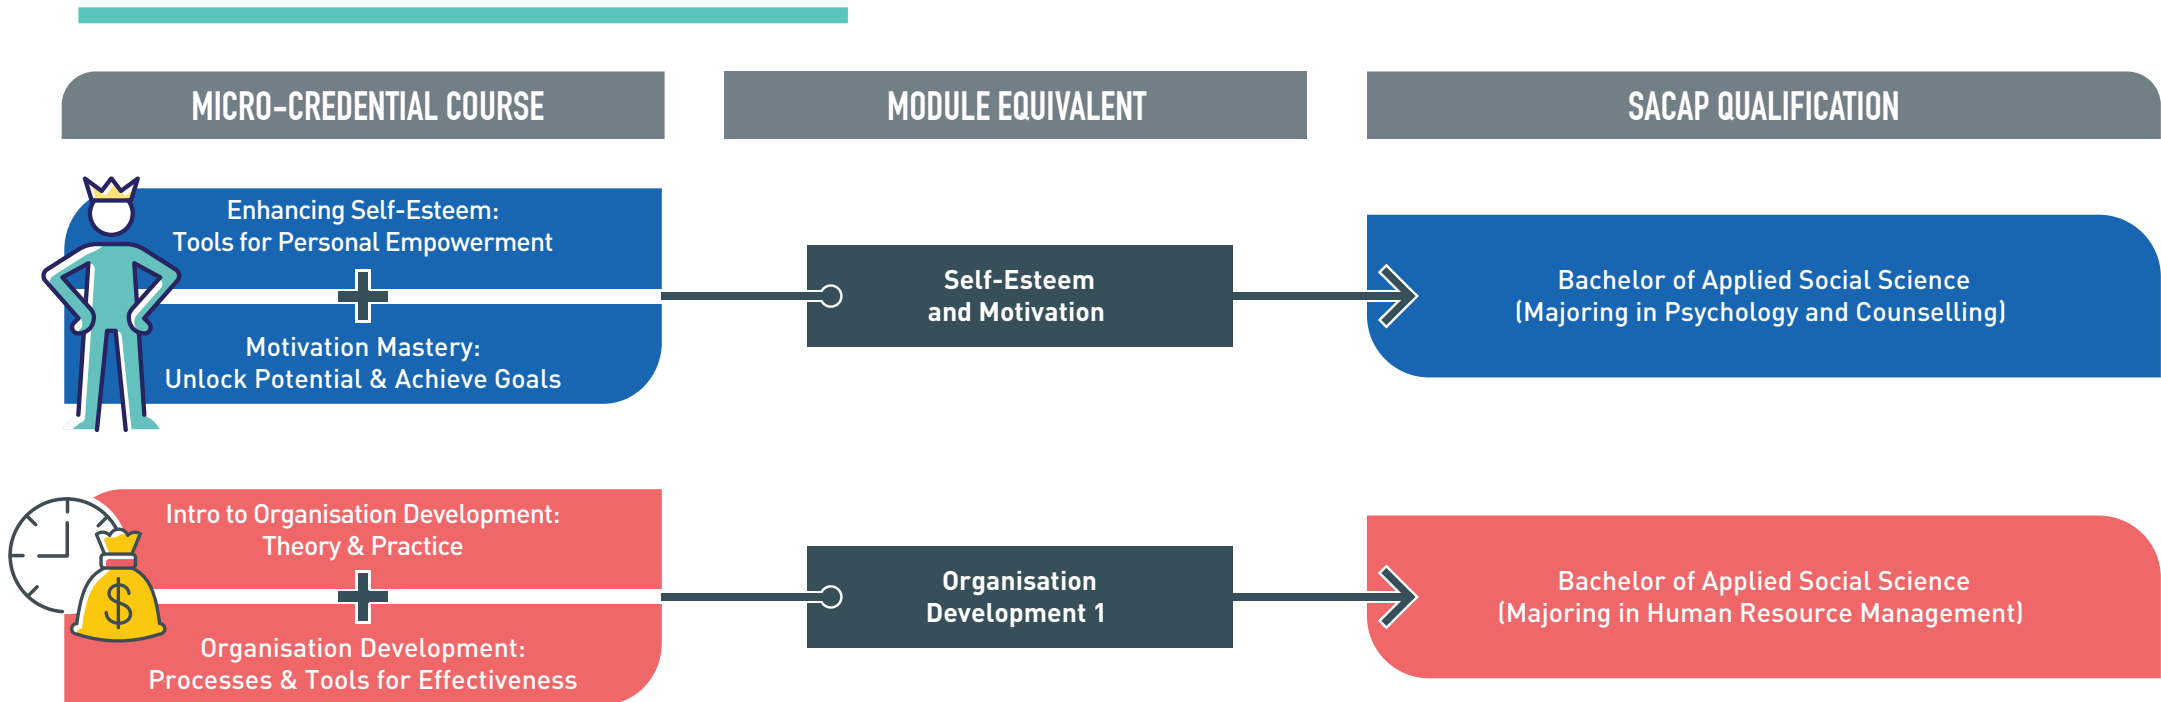 MICRO-CREDENTIAL COURSE
MODULE EQUIVALENT
SACAP QUALIFICATION
Enhancing Self-Esteem:
Tools for Personal Empowerment
Motivation Mastery:
Unlock Potential & Achieve Goals
Self-Esteem
and Motivation
Bachelor of Applied Social Science
(Majoring in Psychology and Counselling)
Intro to Organisation Development:
Theory & Practice
Organisation Development:
Processes & Tools for Effectiveness
$
Organisation
Development 1
Bachelor of Applied Social Science
(Majoring in Human Resource Management)